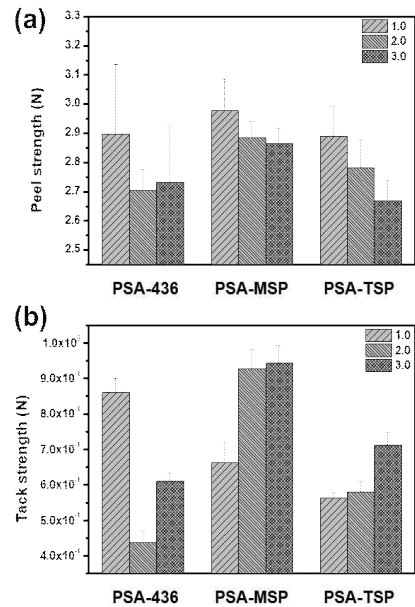 (a)
3.3
3.2
3.1
3.0
2.9
2.8
2.7
2.6
2.5
Peel strength (N)
1.0
2.0
3.0
PSA-436 PSA-MSP PSA-TSP
(b)
1.0x10⁰
9.0x10⁻¹
8.0x10⁻¹
7.0x10⁻¹
6.0x10⁻¹
5.0x10⁻¹
4.0x10⁻¹
Tack strength (N)
1.0
2.0
3.0
PSA-436 PSA-MSP PSA-TSP